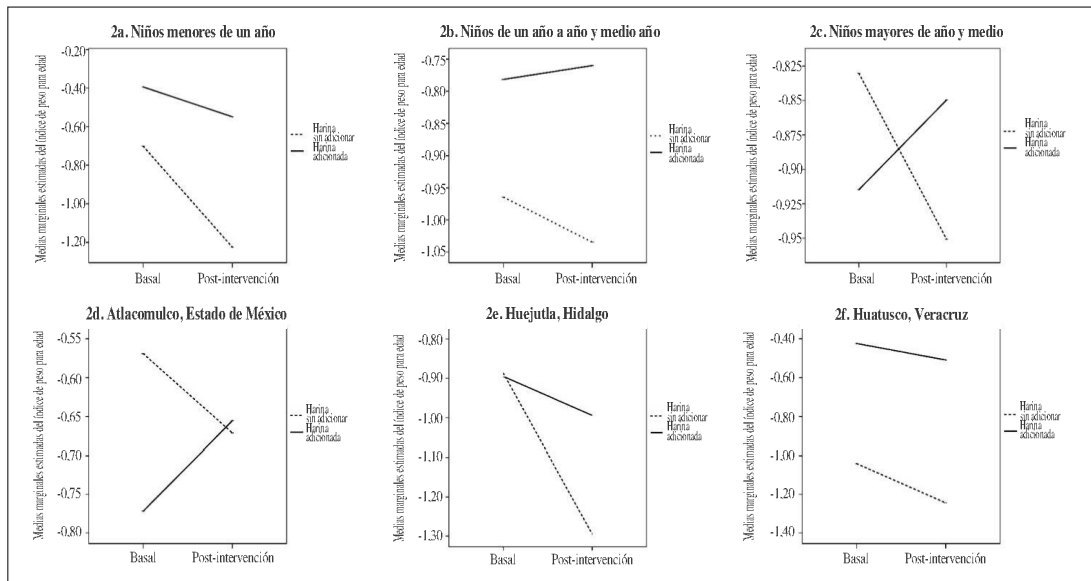 2a. Niños menores de un año
Medias marginales estimadas del índice de peso para edad
-0,20
-0,40
-0,60
-0,80
-1,00
-1,20
Basal
Post-intervención
Harina
sin adicionar
Harina
adicionada
2b. Niños de un año a año y medio año
Medias marginales estimadas del índice de peso para edad
-0,75
-0,80
-0,85
-0,90
-0,95
-1,00
-1,05
Basal
Post-intervención
Harina
sin adicionar
Harina
adicionada
2c. Niños mayores de año y medio
Medias marginales estimadas del índice de peso para edad
-0,825
-0,85
-0,875
-0,90
-0,925
-0,95
Basal
Post-intervención
Harina
sin adicionar
Harina
adicionada
2d. Atlacomulco, Estado de México
Medias marginales estimadas del índice de peso para edad
-0,55
-0,60
-0,65
-0,70
-0,75
-0,80
Basal
Post-intervención
Harina
sin adicionar
Harina
adicionada
2e. Huejutla, Hidalgo
Medias marginales estimadas del índice de peso para edad
-0,90
-1,00
-1,10
-1,20
-1,30
Basal
Post-intervención
Harina
sin adicionar
Harina
adicionada
2f. Huatusco, Veracruz
Medias marginales estimadas del índice de peso para edad
-0,40
-0,60
-0,80
-1,00
-1,20
-1,40
Basal
Post-intervención
Harina
sin adicionar
Harina
adicionada